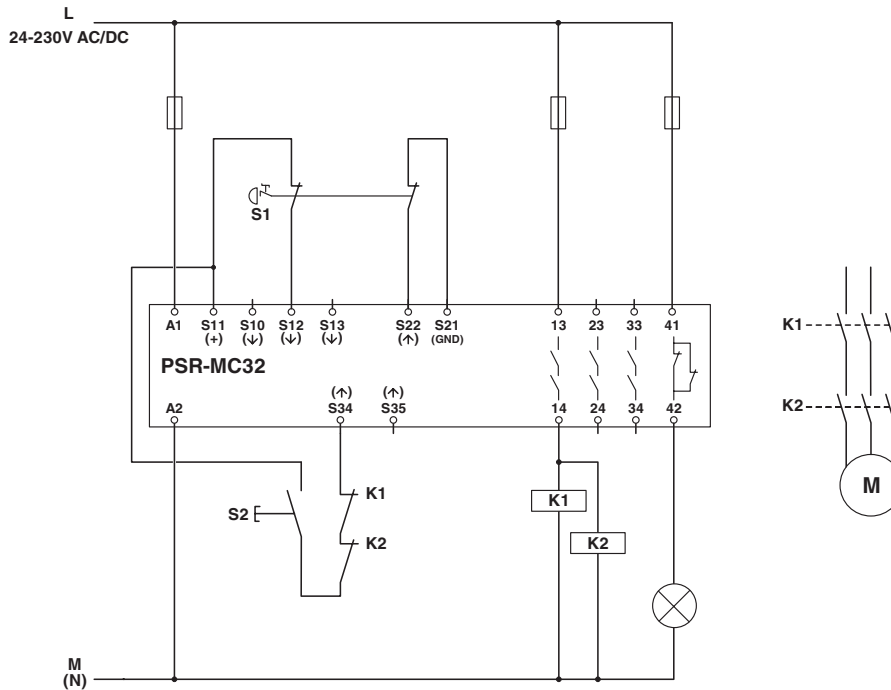 L
24-230V AC/DC
S1
A1 S11 S10 S12 S13 S22 S21 13 23 33 41
(+) (↓) (↓) (↓) (↑) (GND)
PSR-MC32
(↑) (↑)
A2 S34 S35 14 24 34 42
K1
K2
S2
K1
K2
M
(N)
K1
K2
M